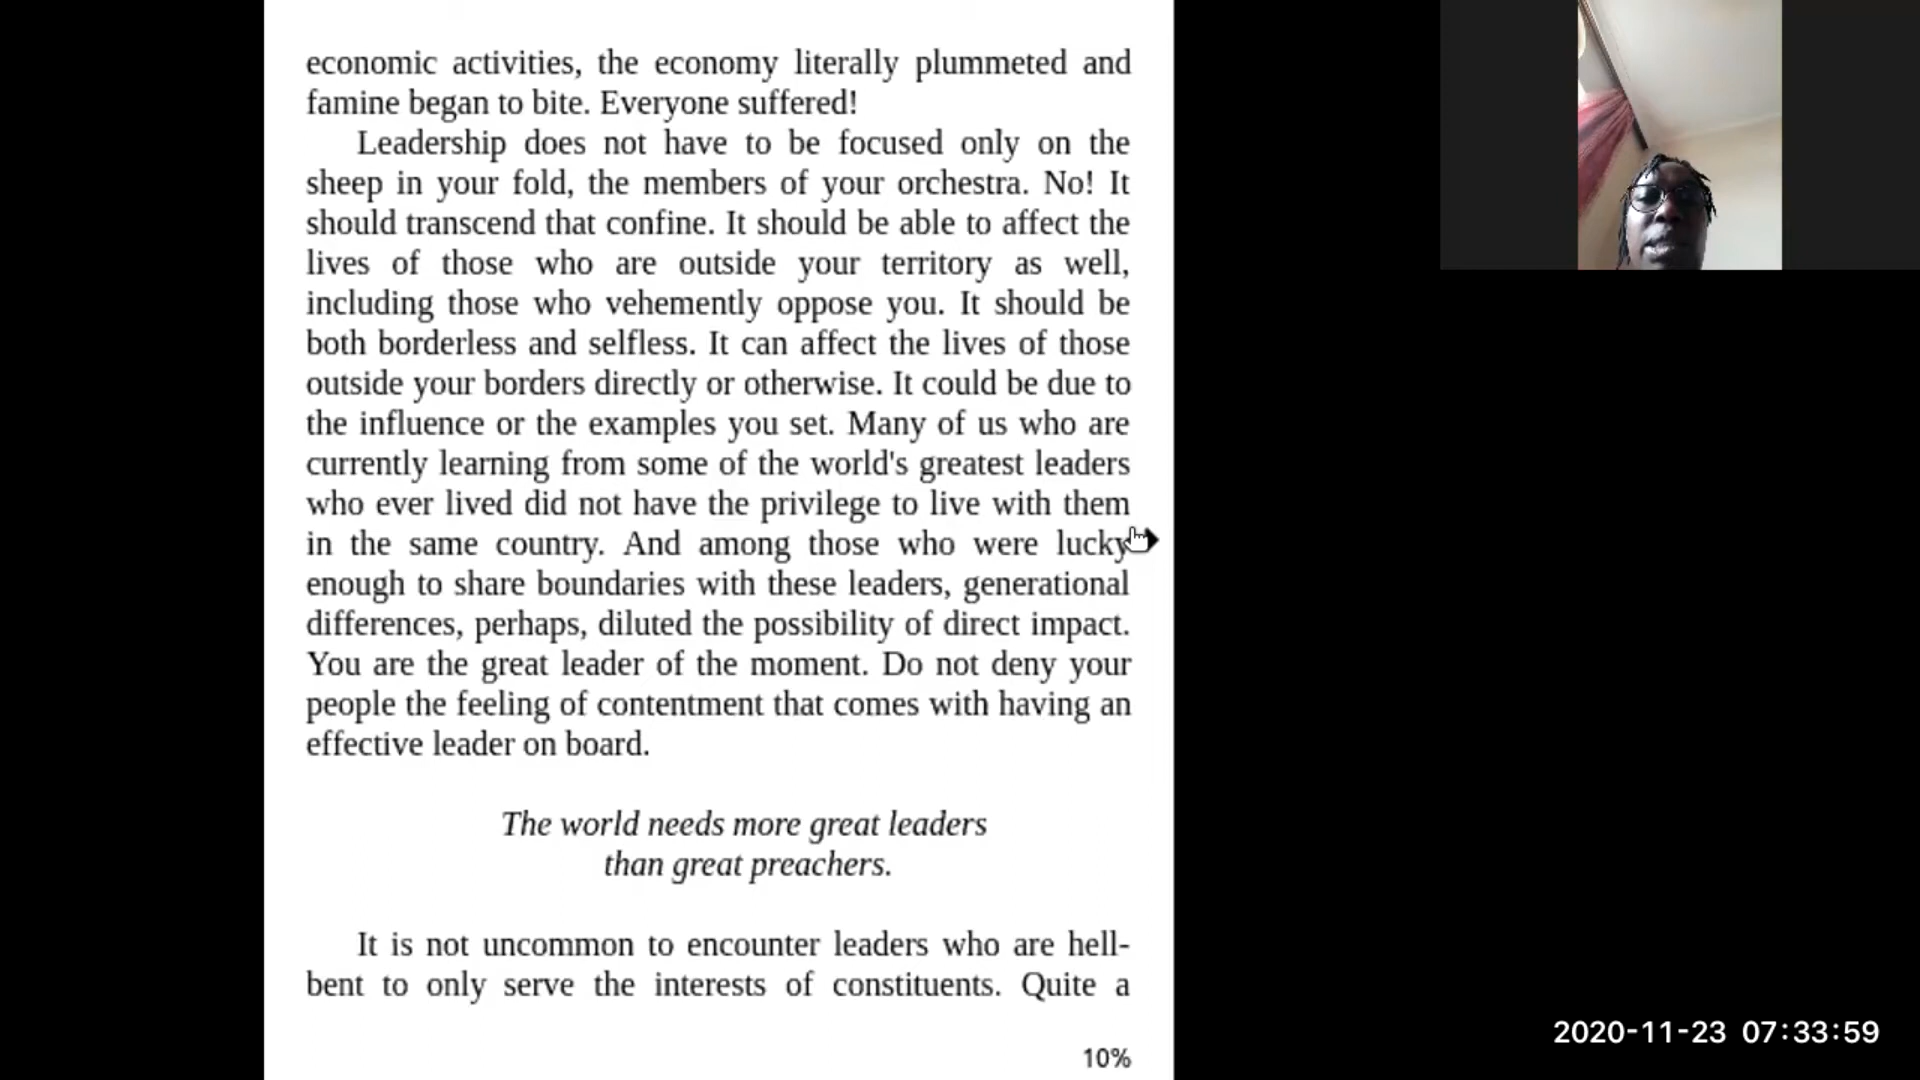 economic activities, the economy literally plummeted and
famine began to bite. Everyone suffered!
Leadership does not have to be focused only on the
sheep in your fold, the members of your orchestra. No! It
should transcend that confine. It should be able to affect the
lives of those who are outside your territory as well,
including those who vehemently oppose you. It should be
both borderless and selfless. It can affect the lives of those
outside your borders directly or otherwise. It could be due to
the influence or the examples you set. Many of us who are
currently learning from some of the world's greatest leaders
who ever lived did not have the privilege to live with them
in the same country. And among those who were lucky
enough to share boundaries with these leaders, generational
differences, perhaps, diluted the possibility of direct impact.
You are the great leader of the moment. Do not deny your
people the feeling of contentment that comes with having an
effective leader on board.
The world needs more great leaders
than great preachers.
It is not uncommon to encounter leaders who are hell-
bent to only serve the interests of constituents. Quite a
10%
2020-11-23 07:33:59